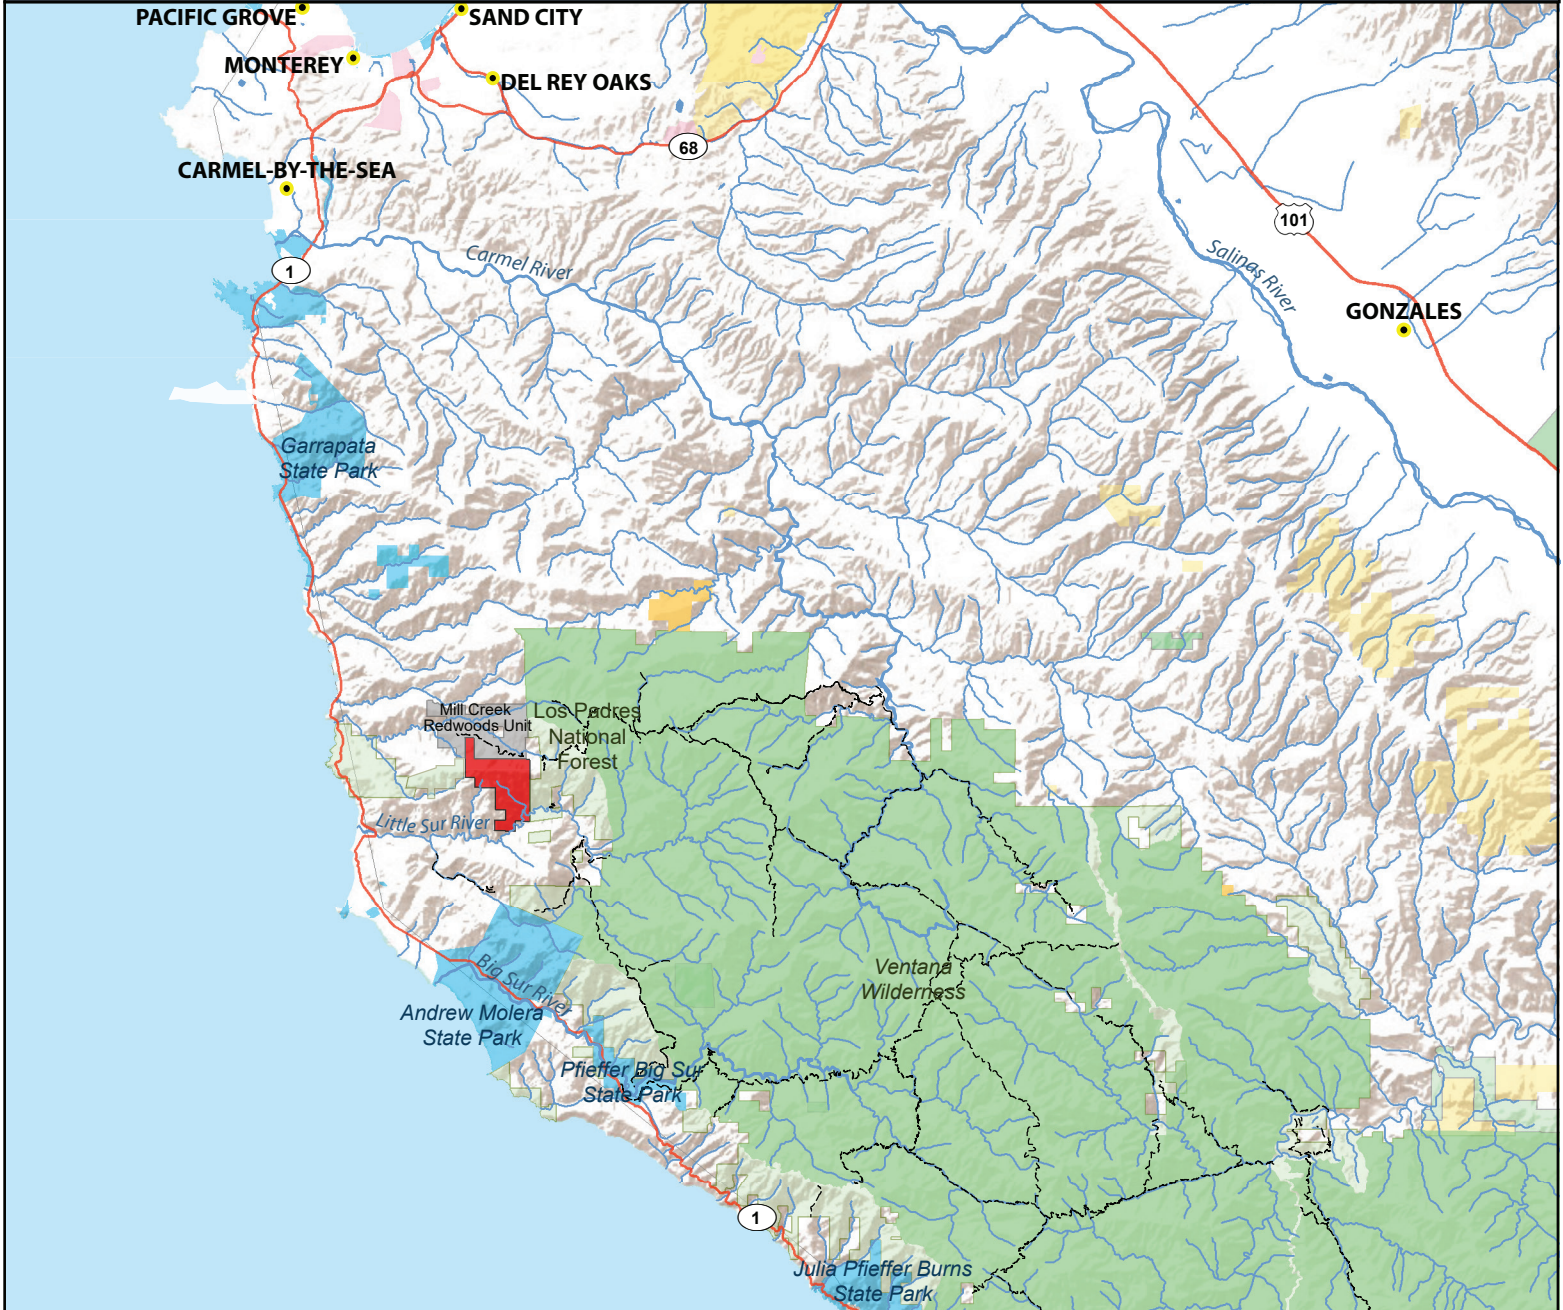 PACIFIC GROVE
SAND CITY
MONTEREY
DEL REY OAKS
68
CARMEL-BY-THE-SEA
101
1
Carmel River
Salinas River
GONZALES
Garrapata
State Park
Mill Creek
Redwoods Unit
Los Padres
National
Forest
Little Sur River
Ventana
Wilderness
Big Sur River
Andrew Molera
State Park
Pfieffer Big Sur
State Park
1
Julia Pfieffer Burns
State Park